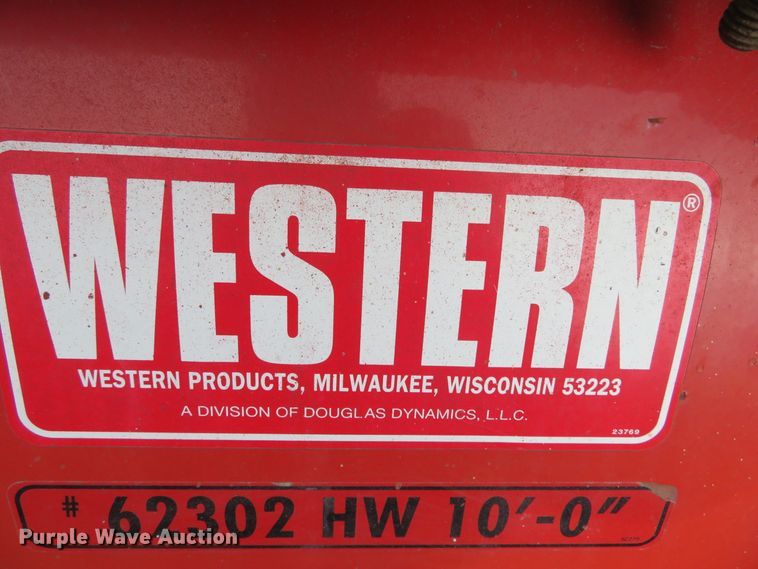 WESTERN®
WESTERN PRODUCTS, MILWAUKEE, WISCONSIN 53223
A DIVISION OF DOUGLAS DYNAMICS, L.L.C.
23769
# 62302 HW 10'-0"
Purple Wave Auction